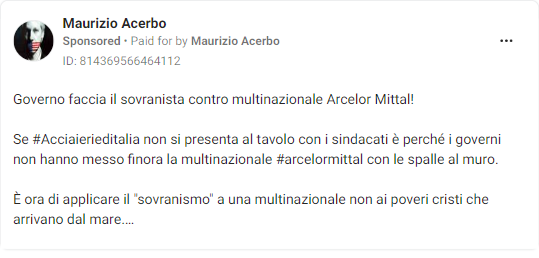 Maurizio Acerbo
Sponsored • Paid for by Maurizio Acerbo
ID: 814369566464112
Governo faccia il sovranista contro multinazionale Arcelor Mittal!
Se #Acciaierieditalia non si presenta al tavolo con i sindacati è perché i governi
non hanno messo finora la multinazionale #arcelormittal con le spalle al muro.
È ora di applicare il "sovranismo" a una multinazionale non ai poveri cristi che
arrivano dal mare....